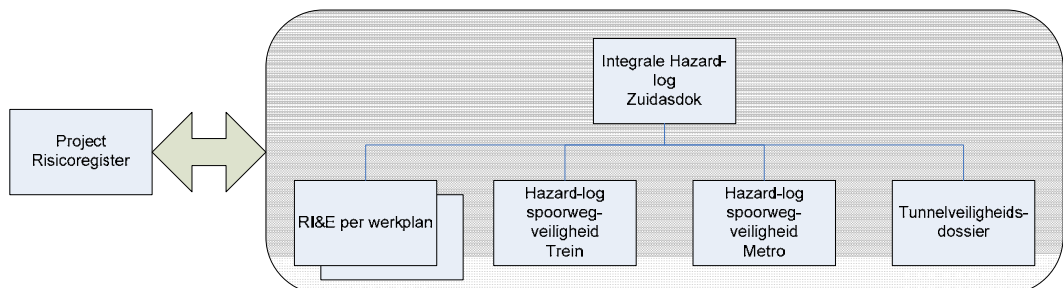 Integrale Hazard-
log
Zuidasdok
Project
Risicoregister
RI&E per werkplan
Hazard-log
spoorweg-
veiligheid
Trein
Hazard-log
spoorweg-
veiligheid
Metro
Tunnelveiligheids-
dossier